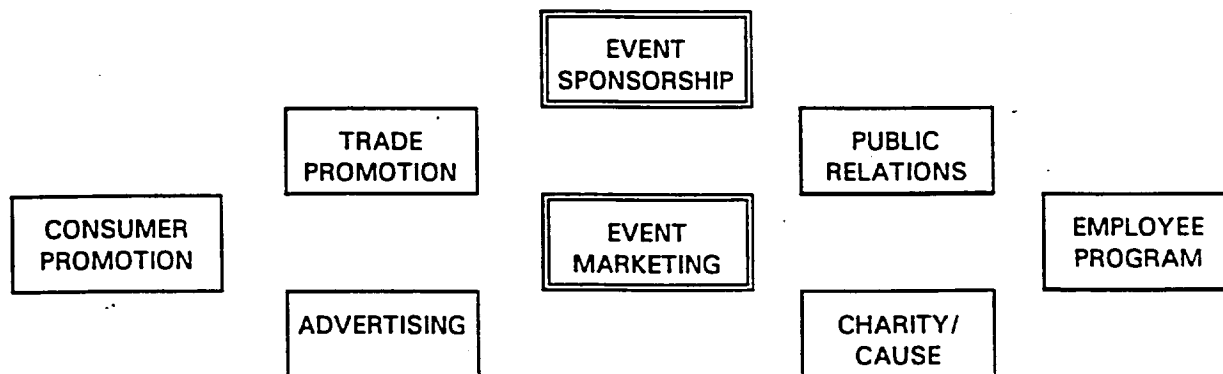 EVENT
SPONSORSHIP
TRADE
PROMOTION
PUBLIC
RELATIONS
CONSUMER
PROMOTION
EVENT
MARKETING
EMPLOYEE
PROGRAM
ADVERTISING
CHARITY/
CAUSE